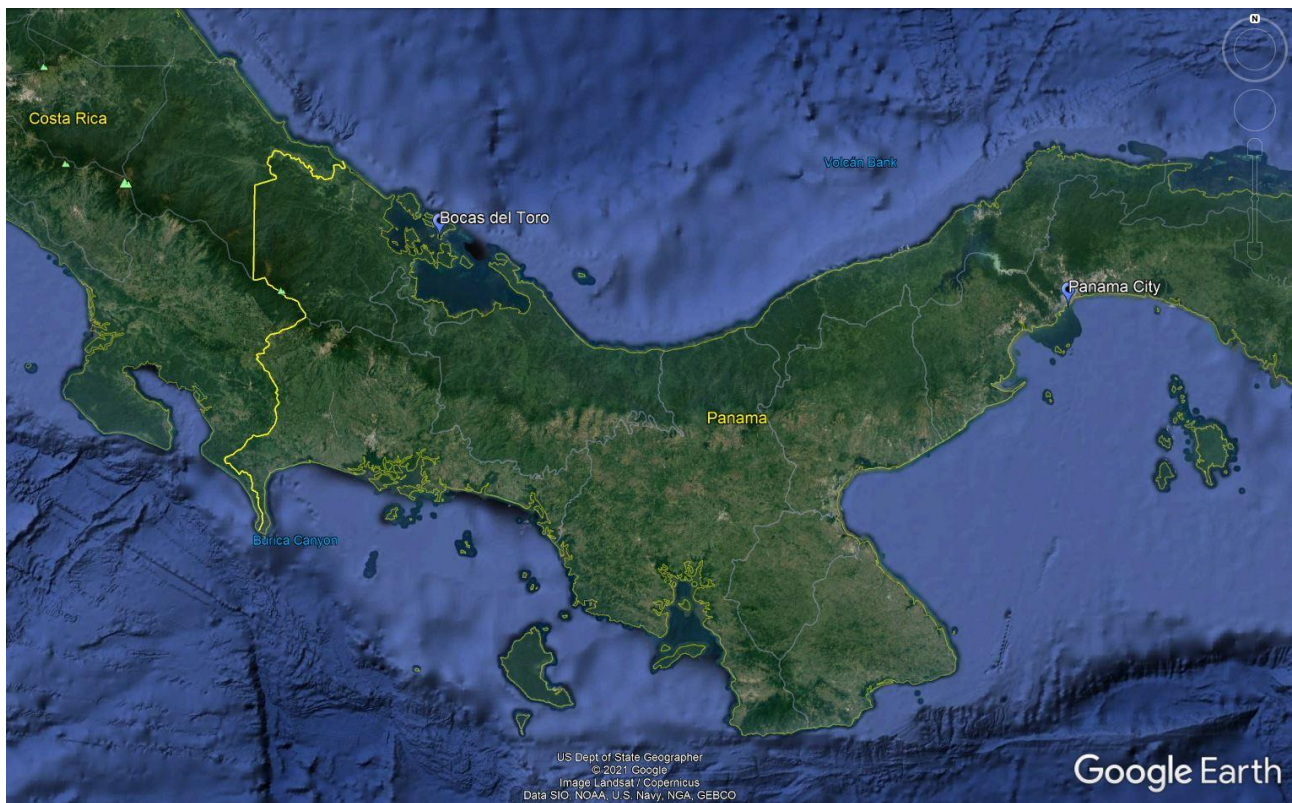 N
Costa Rica
Volcán Bank
Bocas del Toro
Panama City
Panama
Burica Canyon
US Dept of State Geographer
© 2021 Google
Image Landsat / Copernicus
Data SIO, NOAA, U.S. Navy, NGA, GEBCO
Google Earth